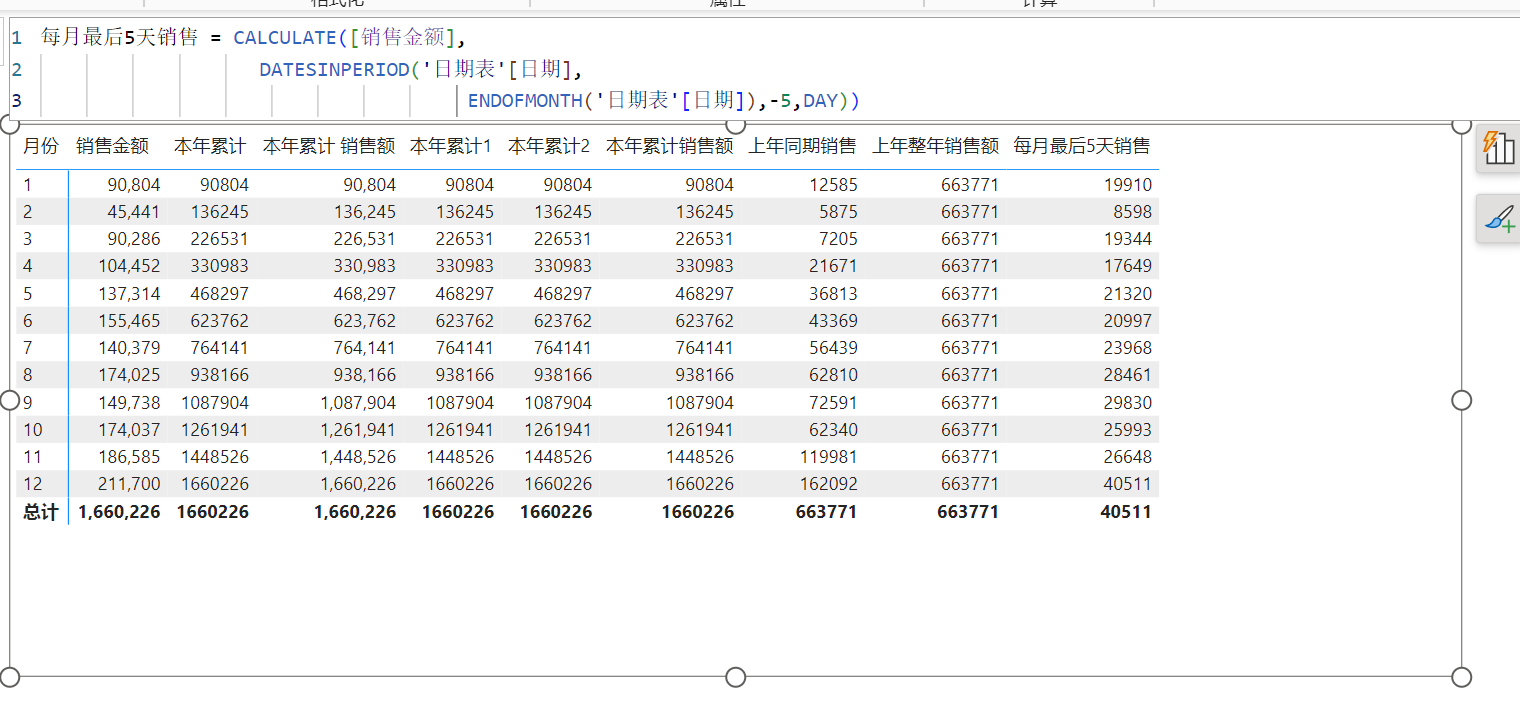 1 每月最后5天销售 = CALCULATE([销售金额],
2 DATESINPERIOD('日期表'[日期],
3 ENDOFMONTH('日期表'[日期]),-5,DAY))
月份 销售金额 本年累计 本年累计 销售额 本年累计1 本年累计2 本年累计销售额 上年同期销售 上年整年销售额 每月最后5天销售
1 90,804 90804 90,804 90804 90804 90804 12585 663771 19910
2 45,441 136245 136,245 136245 136245 136245 5875 663771 8598
3 90,286 226531 226,531 226531 226531 226531 7205 663771 19344
4 104,452 330983 330,983 330983 330983 330983 21671 663771 17649
5 137,314 468297 468,297 468297 468297 468297 36813 663771 21320
6 155,465 623762 623,762 623762 623762 623762 43369 663771 20997
7 140,379 764141 764,141 764141 764141 764141 56439 663771 23968
8 174,025 938166 938,166 938166 938166 938166 62810 663771 28461
9 149,738 1087904 1,087,904 1087904 1087904 1087904 72591 663771 29830
10 174,037 1261941 1,261,941 1261941 1261941 1261941 62340 663771 25993
11 186,585 1448526 1,448,526 1448526 1448526 1448526 119981 663771 26648
12 211,700 1660226 1,660,226 1660226 1660226 1660226 162092 663771 40511
总计 1,660,226 1660226 1,660,226 1660226 1660226 1660226 663771 663771 40511